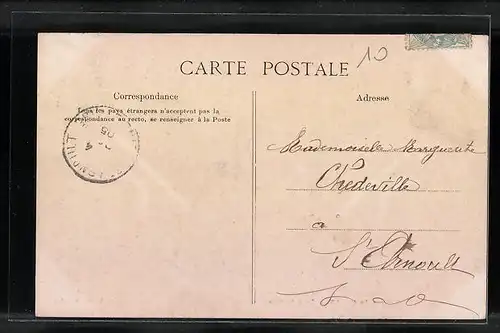 10
CARTE POSTALE
Correspondance
Tous les pays étrangers n'acceptent pas la
correspondance au recto, se renseigner à la Poste
Adresse
Mademoiselle Marguerite
Chedeville
à
St Arnoult